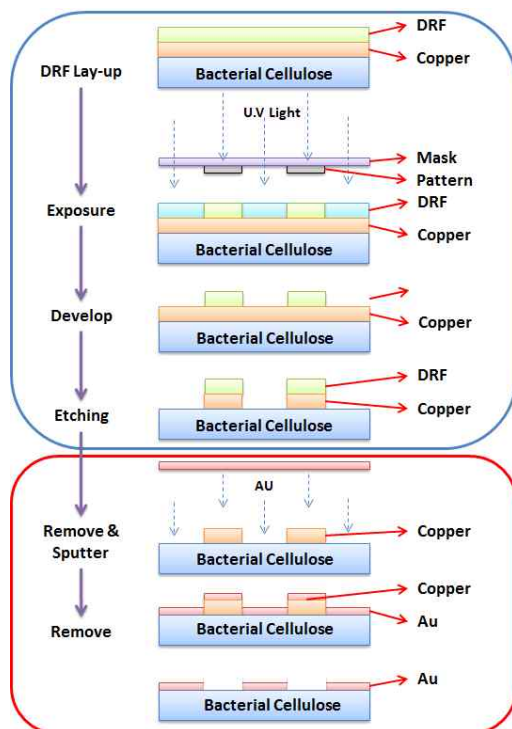 DRF
DRF Lay-up
Copper
Bacterial Cellulose
U.V Light
Mask
Pattern
Exposure
DRF
Copper
Bacterial Cellulose
Develop
Copper
Bacterial Cellulose
DRF
Etching
Copper
Bacterial Cellulose
AU
Remove &
Sputter
Copper
Bacterial Cellulose
Copper
Remove
Au
Bacterial Cellulose
Au
Bacterial Cellulose